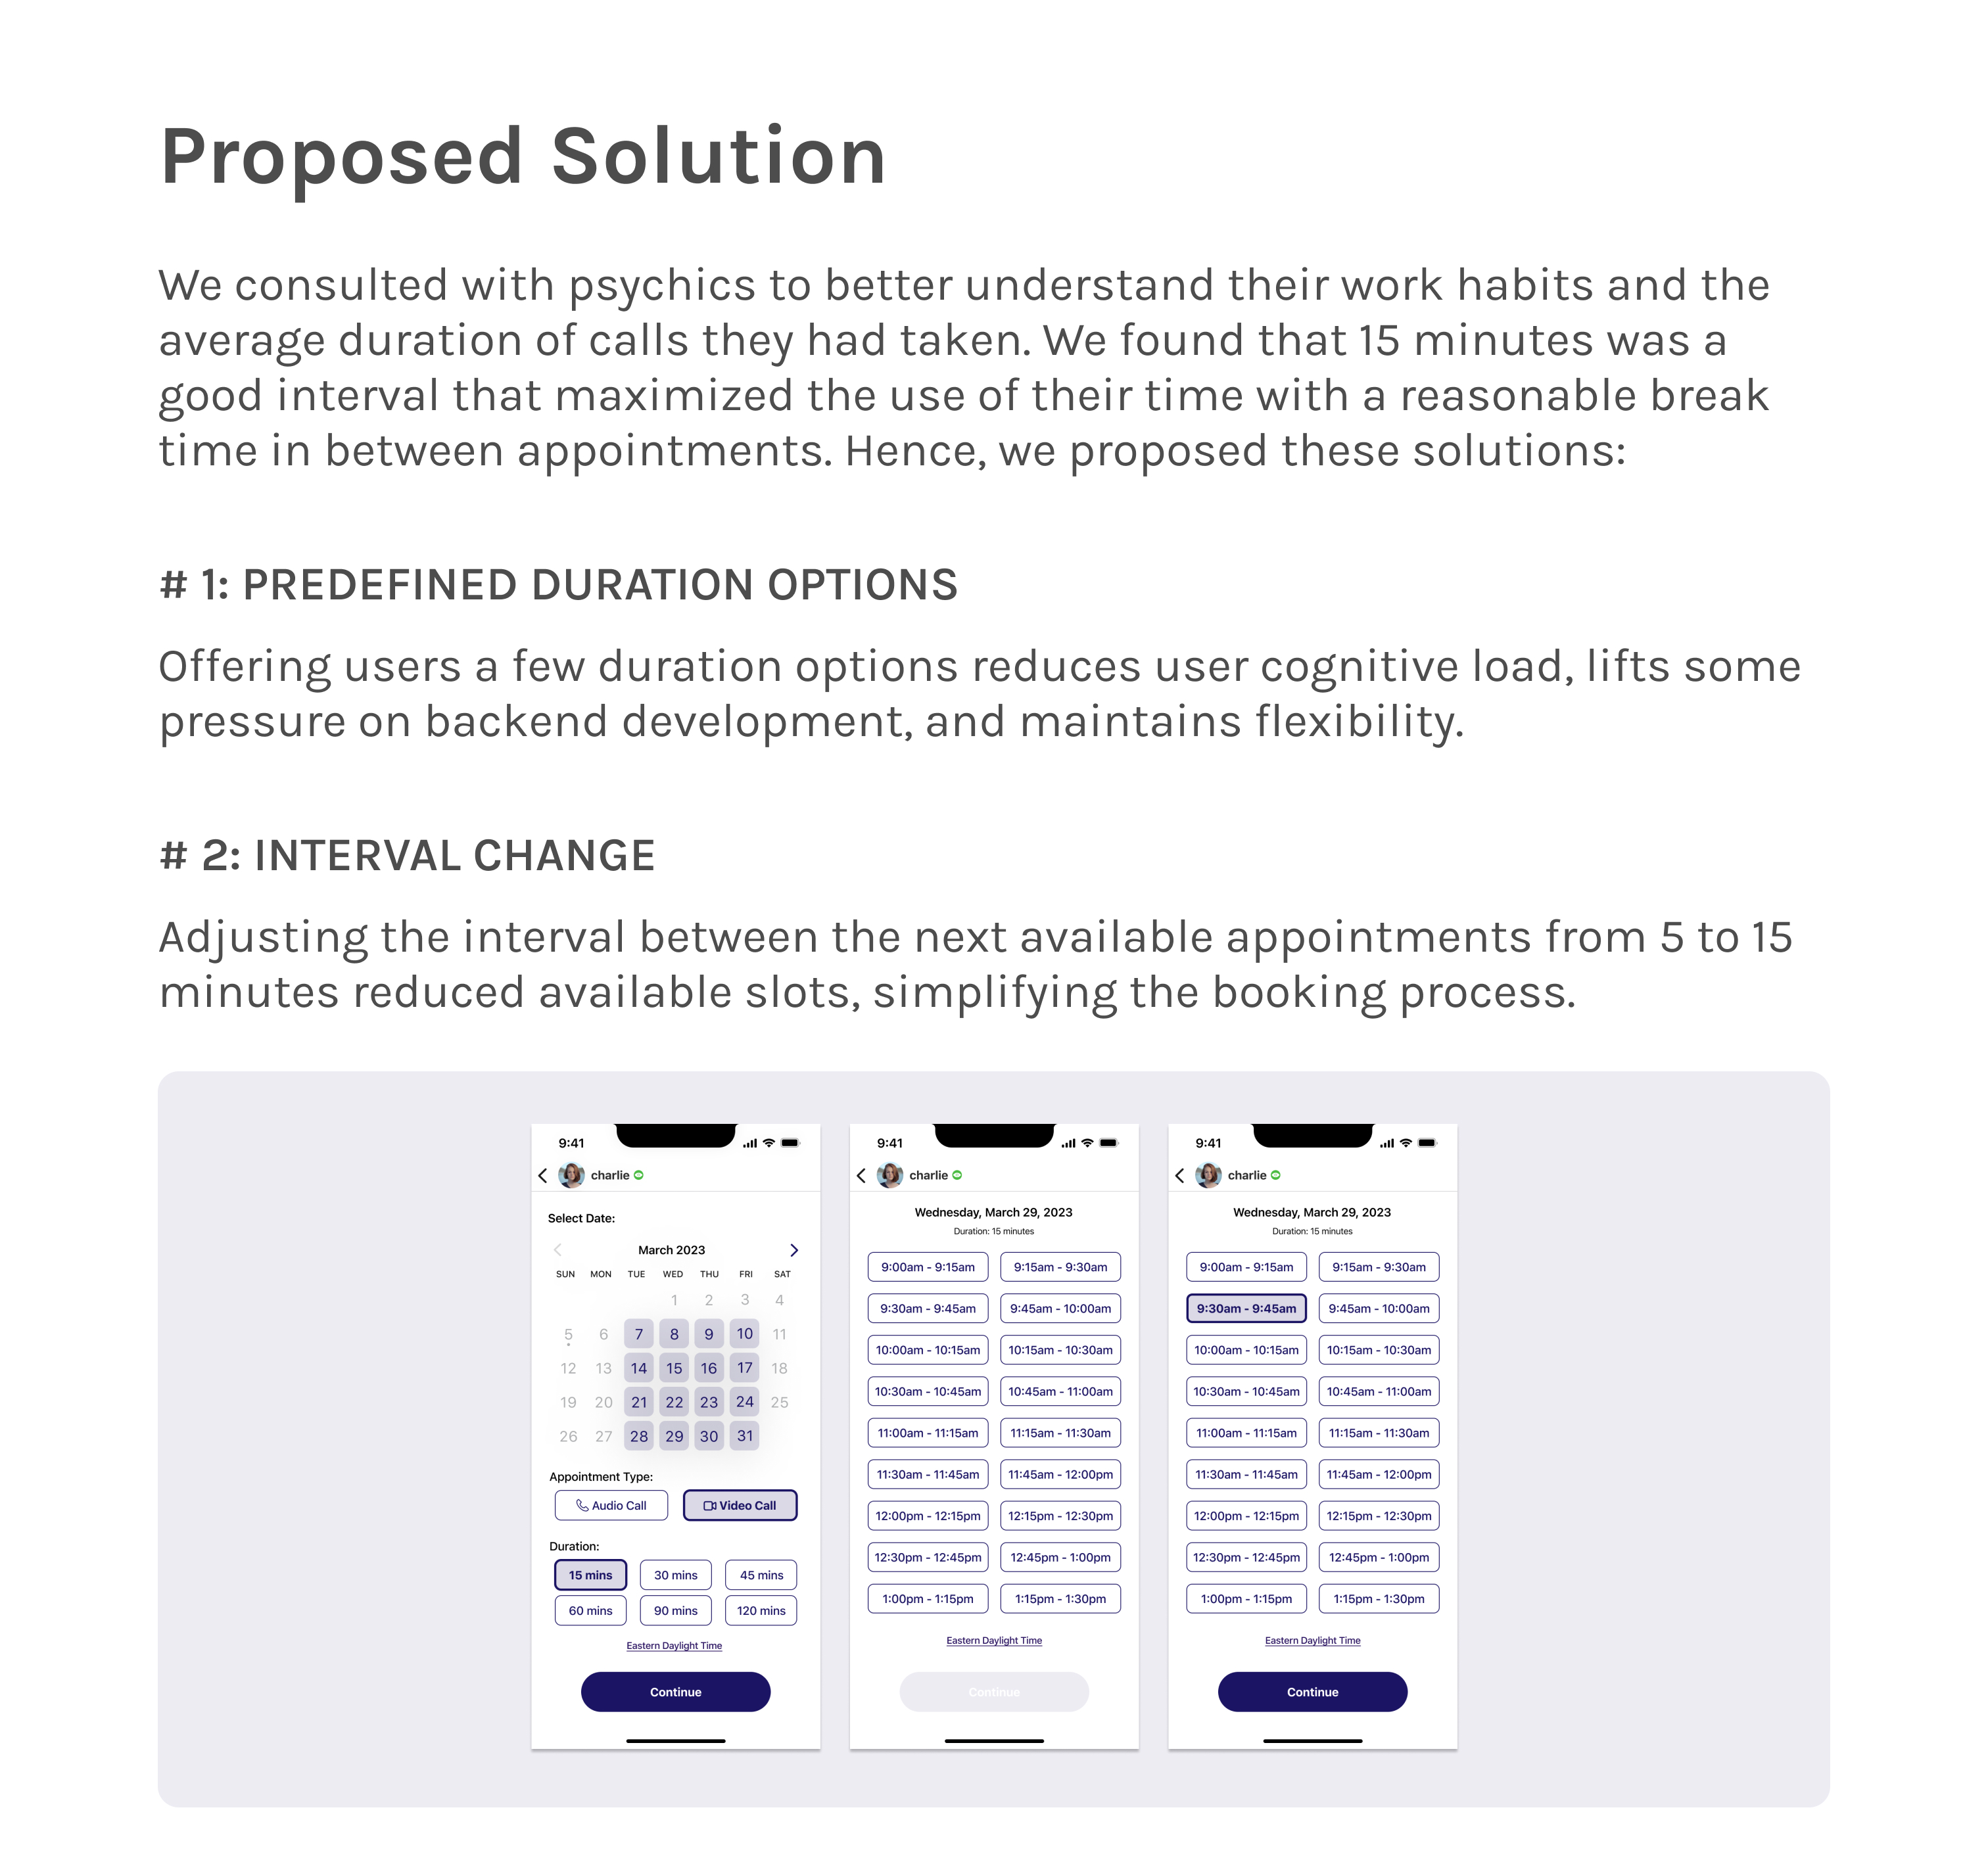 Proposed Solution
We consulted with psychics to better understand their work habits and the
average duration of calls they had taken. We found that 15 minutes was a
good interval that maximized the use of their time with a reasonable break
time in between appointments. Hence, we proposed these solutions:
# 1: PREDEFINED DURATION OPTIONS
Offering users a few duration options reduces user cognitive load, lifts some
pressure on backend development, and maintains flexibility.
# 2: INTERVAL CHANGE
Adjusting the interval between the next available appointments from 5 to 15
minutes reduced available slots, simplifying the booking process.
9:41
charlie
Select Date:
March 2023
SUN MON TUE WED THU FRI SAT
1 2 3 4
5 6 7 8 9 10 11
12 13 14 15 16 17 18
19 20 21 22 23 24 25
26 27 28 29 30 31
Appointment Type:
Audio Call Video Call
Duration:
15 mins 30 mins 45 mins
60 mins 90 mins 120 mins
Eastern Daylight Time
Continue
9:41
charlie
Wednesday, March 29, 2023
Duration: 15 minutes
9:00am - 9:15am 9:15am - 9:30am
9:30am - 9:45am 9:45am - 10:00am
10:00am - 10:15am 10:15am - 10:30am
10:30am - 10:45am 10:45am - 11:00am
11:00am - 11:15am 11:15am - 11:30am
11:30am - 11:45am 11:45am - 12:00pm
12:00pm - 12:15pm 12:15pm - 12:30pm
12:30pm - 12:45pm 12:45pm - 1:00pm
1:00pm - 1:15pm 1:15pm - 1:30pm
Eastern Daylight Time
Continue
9:41
charlie
Wednesday, March 29, 2023
Duration: 15 minutes
9:00am - 9:15am 9:15am - 9:30am
9:30am - 9:45am 9:45am - 10:00am
10:00am - 10:15am 10:15am - 10:30am
10:30am - 10:45am 10:45am - 11:00am
11:00am - 11:15am 11:15am - 11:30am
11:30am - 11:45am 11:45am - 12:00pm
12:00pm - 12:15pm 12:15pm - 12:30pm
12:30pm - 12:45pm 12:45pm - 1:00pm
1:00pm - 1:15pm 1:15pm - 1:30pm
Eastern Daylight Time
Continue